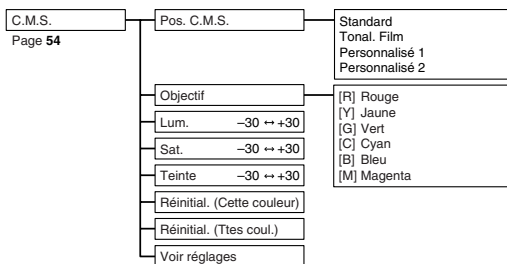 C.M.S.
Page 54
Pos. C.M.S.
Standard
Tonal. Film
Personnalisé 1
Personnalisé 2
Objectif
[R] Rouge
[Y] Jaune
[G] Vert
[C] Cyan
[B] Bleu
[M] Magenta
Lum. –30 ↔ +30
Sat. –30 ↔ +30
Teinte –30 ↔ +30
Réinitial. (Cette couleur)
Réinitial. (Ttes coul.)
Voir réglages